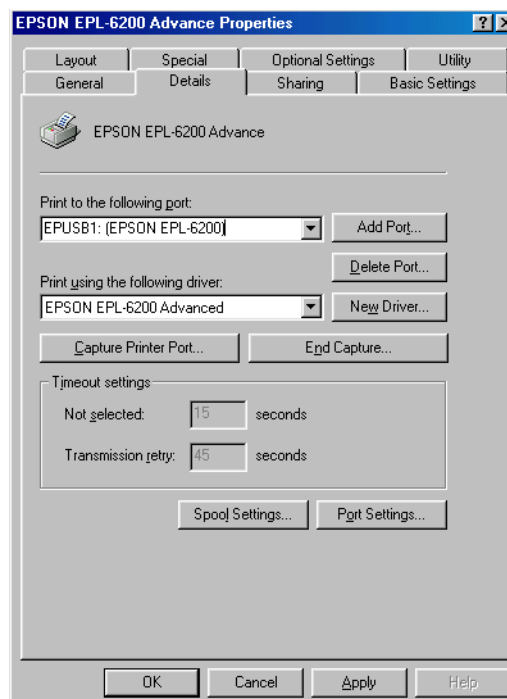 EPSON EPL-6200 Advance Properties ? X
Layout Special Optional Settings Utility
General Details Sharing Basic Settings
EPSON EPL-6200 Advance
Print to the following port:
EPUSB1: (EPSON EPL-6200) Add Port...
Delete Port...
Print using the following driver:
EPSON EPL-6200 Advanced New Driver...
Capture Printer Port... End Capture...
Timeout settings
Not selected: 15 seconds
Transmission retry: 45 seconds
Spool Settings... Port Settings...
OK Cancel Apply Help